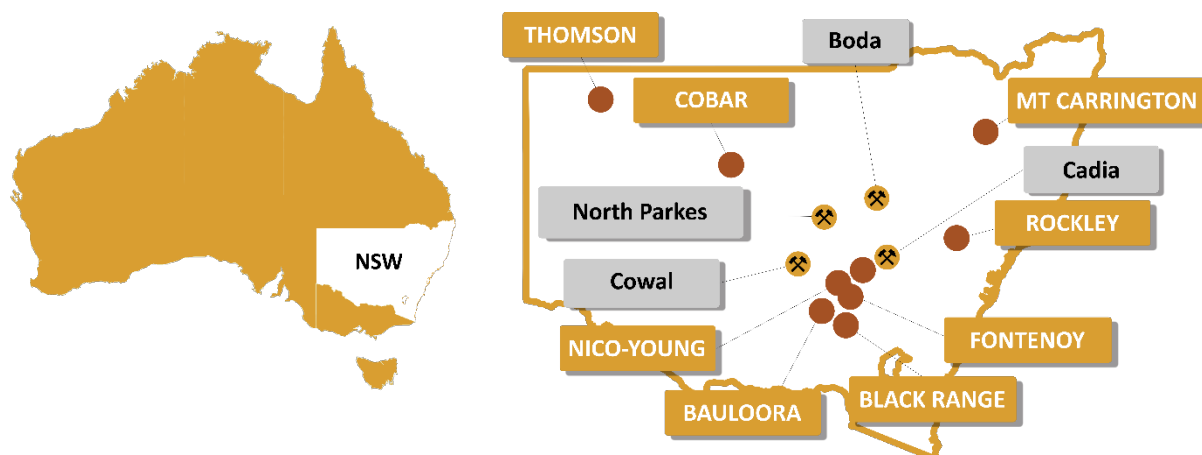 NSW
THOMSON
Boda
COBAR
MT CARRINGTON
Cadia
North Parkes
ROCKLEY
Cowal
NICO-YOUNG
FONTENOY
BAULOORA
BLACK RANGE